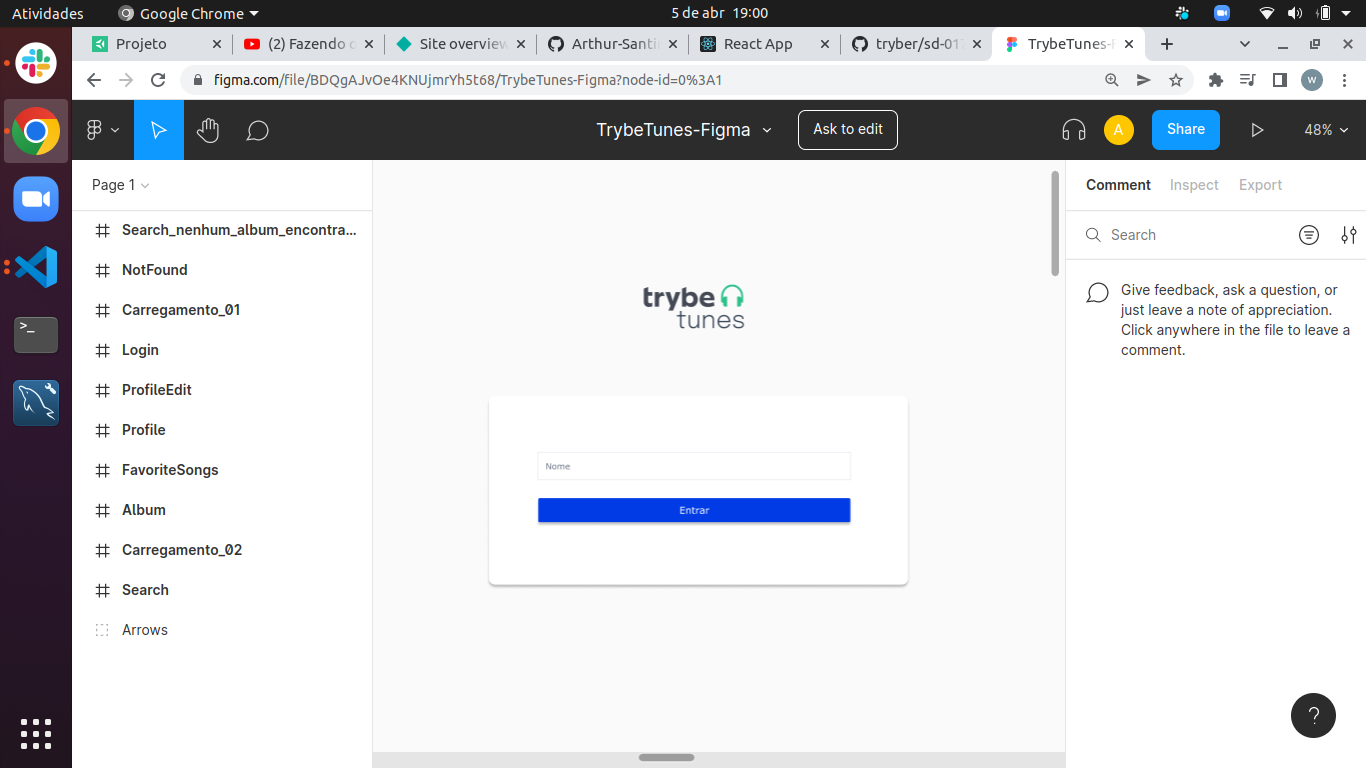 Atividades
Google Chrome
5 de abr 19:00
Projeto
(2) Fazendo
Site overview
Arthur-Santi
React App
tryber/sd-017
TrybeTunes-F
figma.com/file/BDQgAJvOe4KNUjmrYh5t68/TrybeTunes-Figma?node-id=0%3A1
W
TrybeTunes-Figma
Ask to edit
A
Share
48%
Page 1
Comment
Inspect
Export
Search
Give feedback, ask a question, or
just leave a note of appreciation.
Click anywhere in the file to leave a
comment.
Search_nenhum_album_encontra...
NotFound
Carregamento_01
Login
ProfileEdit
Profile
FavoriteSongs
Album
Carregamento_02
Search
Arrows
trybe
tunes
Nome
Entrar
>_
?